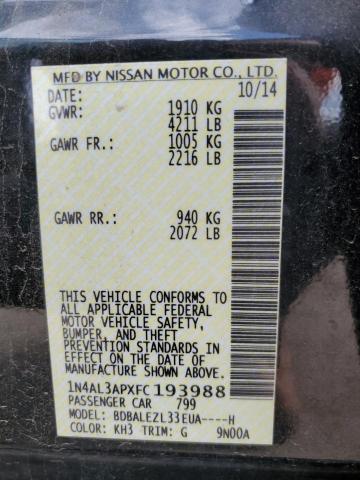 MFD BY NISSAN MOTOR CO., LTD.
DATE: 10/14
GVWR: 1910 KG
4211 LB
GAWR FR.: 1005 KG
2216 LB
GAWR RR.: 940 KG
2072 LB
THIS VEHICLE CONFORMS TO
ALL APPLICABLE FEDERAL
MOTOR VEHICLE SAFETY,
BUMPER, AND THEFT
PREVENTION STANDARDS IN
EFFECT ON THE DATE OF
MANUFACTURE SHOWN ABOVE.
1N4AL3APXFC193988
PASSENGER CAR 799
MODEL: BDBALEZL33EUA----H
COLOR: KH3 TRIM: G 9N00A